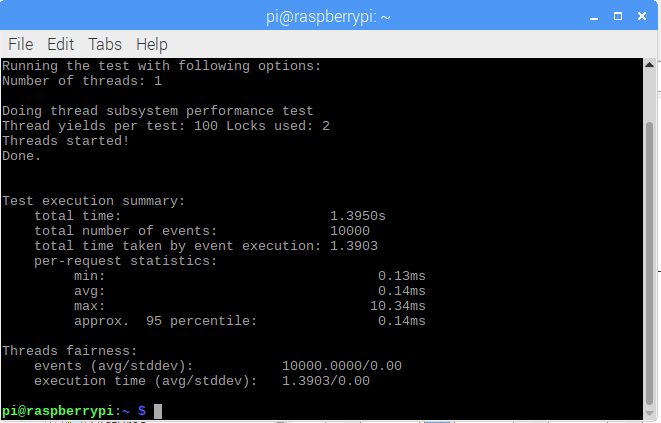 pi@raspberrypi: ~
File Edit Tabs Help
Running the test with following options:
Number of threads: 1
Doing thread subsystem performance test
Thread yields per test: 100 Locks used: 2
Threads started!
Done.
Test execution summary:
total time: 1.3950s
total number of events: 10000
total time taken by event execution: 1.3903
per-request statistics:
min: 0.13ms
avg: 0.14ms
max: 10.34ms
approx. 95 percentile: 0.14ms
Threads fairness:
events (avg/stddev): 10000.0000/0.00
execution time (avg/stddev): 1.3903/0.00
pi@raspberrypi:~ $